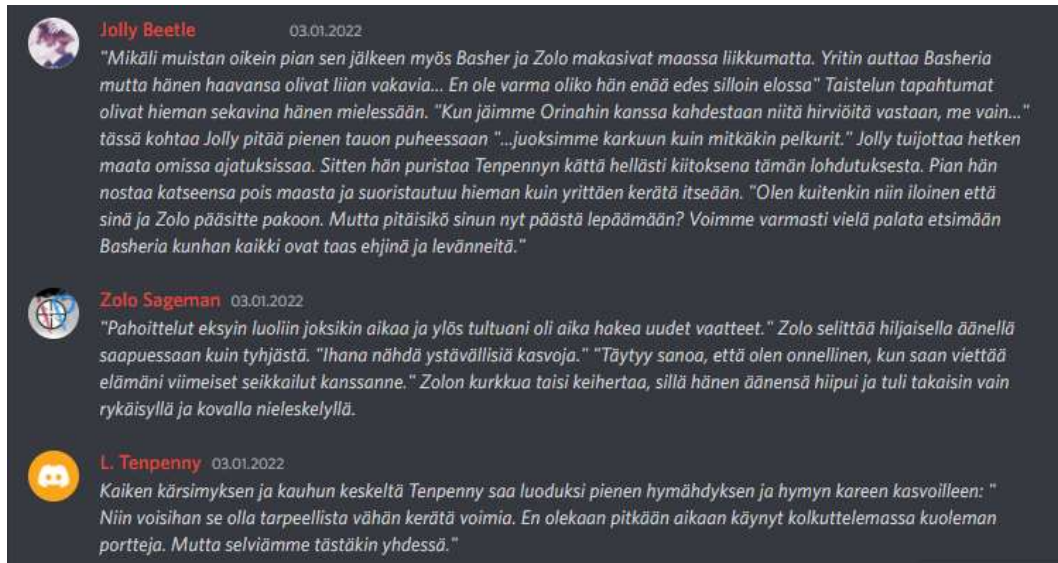 Jolly Beetle 03.01.2022
"Mikäli muistan oikein pian sen jälkeen myös Basher ja Zolo makasivat maassa liikkumatta. Yritin auttaa Basheria
mutta hänen haavansa olivat liian vakavia... En ole varma oliko hän enää edes silloin elossa" Taistelun tapahtumat
olivat hieman sekavina hänen mielessään. "Kun jäimme Orinahin kanssa kahdestaan niitä hirviöitä vastaan, me vain..."
tässä kohtaa Jolly pitää pienen tauon puheessaan "...juoksimme karkuun kuin mitkäkin pelkurit." Jolly tuijottaa hetken
maata omissa ajatuksissaa. Sitten hän puristaa Tenpennyn kättä hellästi kiitoksena tämän lohdutuksesta. Pian hän
nostaa katseensa pois maasta ja suoristautuu hieman kuin yrittäen kerätä itseään. "Olen kuitenkin niin iloinen että
sinä ja Zolo pääsitte pakoon. Mutta pitäisikö sinun nyt päästä lepäämään? Voimme varmasti vielä palata etsimään
Basheria kunhan kaikki ovat taas ehjinä ja levänneitä."
Zolo Sageman 03.01.2022
"Pahoittelut eksyin luoliin joksikin aikaa ja ylös tultuani oli aika hakea uudet vaatteet." Zolo selittää hiljaisella äänellä
saapuessaan kuin tyhjästä. "Ihana nähdä ystävällisiä kasvoja." "Täytyy sanoa, että olen onnellinen, kun saan viettää
elämäni viimeiset seikkailut kanssanne." Zolon kurkkua taisi keihertaa, sillä hänen äänensä hiipui ja tuli takaisin vain
rykäisyllä ja kovalla nieleskelyllä.
L. Tenpenny 03.01.2022
Kaiken kärsimyksen ja kauhun keskeltä Tenpenny saa luoduksi pienen hymähdyksen ja hymyn kareen kasvoilleen: "
Niin voisihan se olla tarpeellista vähän kerätä voimia. En olekaan pitkään aikaan käynyt kolkuttelemassa kuoleman
portteja. Mutta selviämme tästäkin yhdessä."